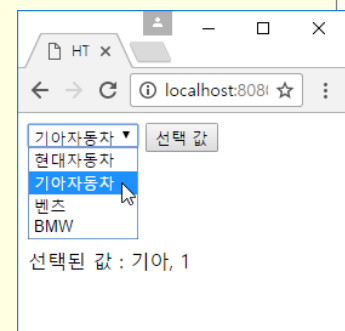 HT
localhost:808
기아자동차 선택 값
현대자동차
기아자동차
벤츠
BMW
선택된 값 : 기아, 1